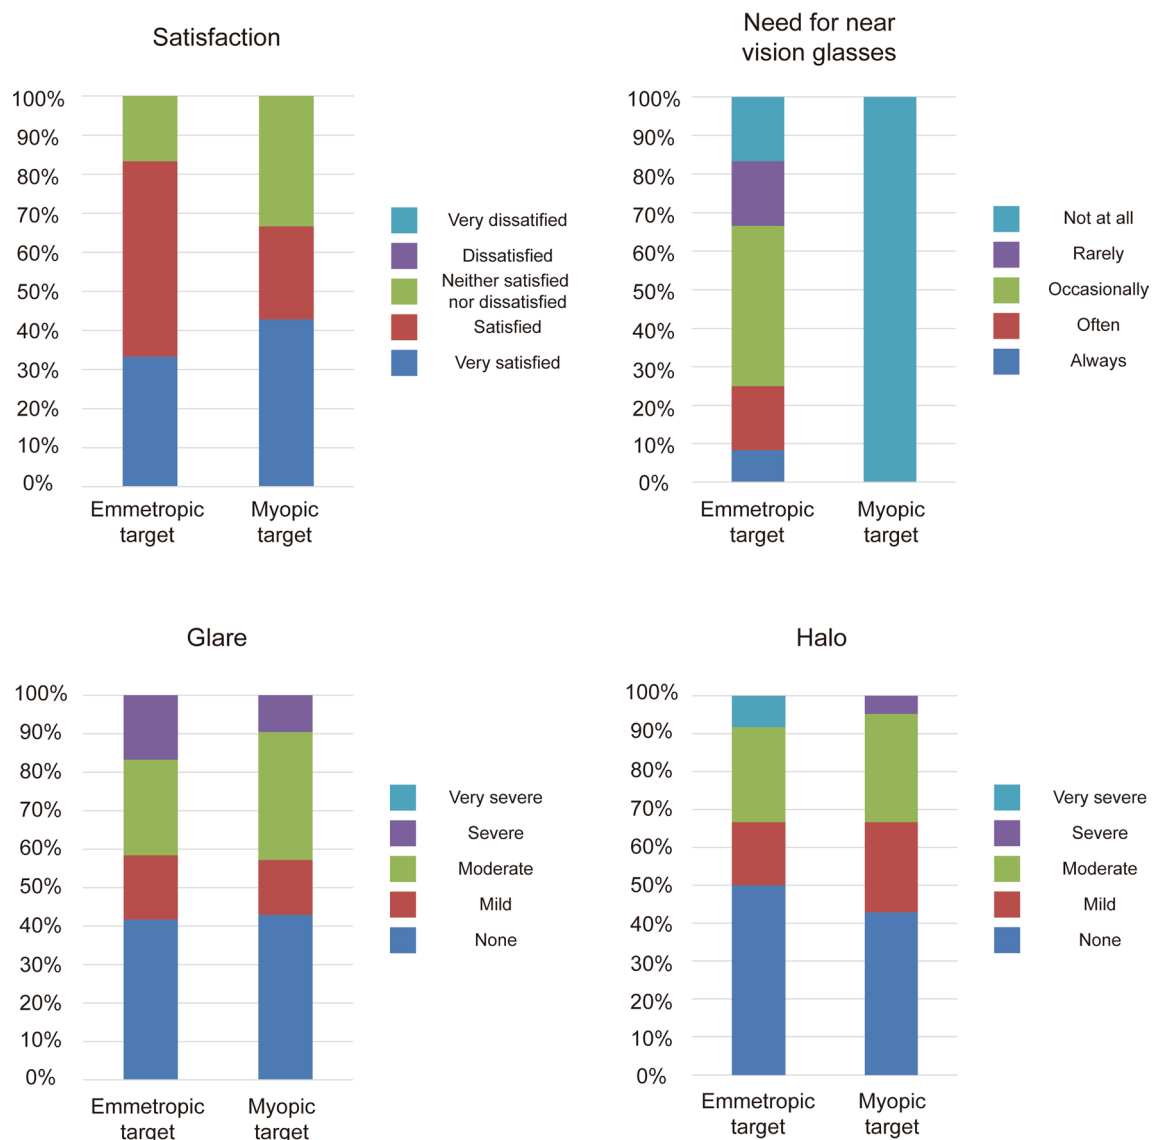 Satisfaction
100%
90%
80%
70%
60%
50%
40%
30%
20%
10%
0%
Emmetropic
target
Myopic
target
Very dissatified
Dissatisfied
Neither satisfied
nor dissatisfied
Satisfied
Very satisfied
Need for near
vision glasses
100%
90%
80%
70%
60%
50%
40%
30%
20%
10%
0%
Emmetropic
target
Myopic
target
Not at all
Rarely
Occasionally
Often
Always
Glare
100%
90%
80%
70%
60%
50%
40%
30%
20%
10%
0%
Emmetropic
target
Myopic
target
Very severe
Severe
Moderate
Mild
None
Halo
100%
90%
80%
70%
60%
50%
40%
30%
20%
10%
0%
Emmetropic
target
Myopic
target
Very severe
Severe
Moderate
Mild
None